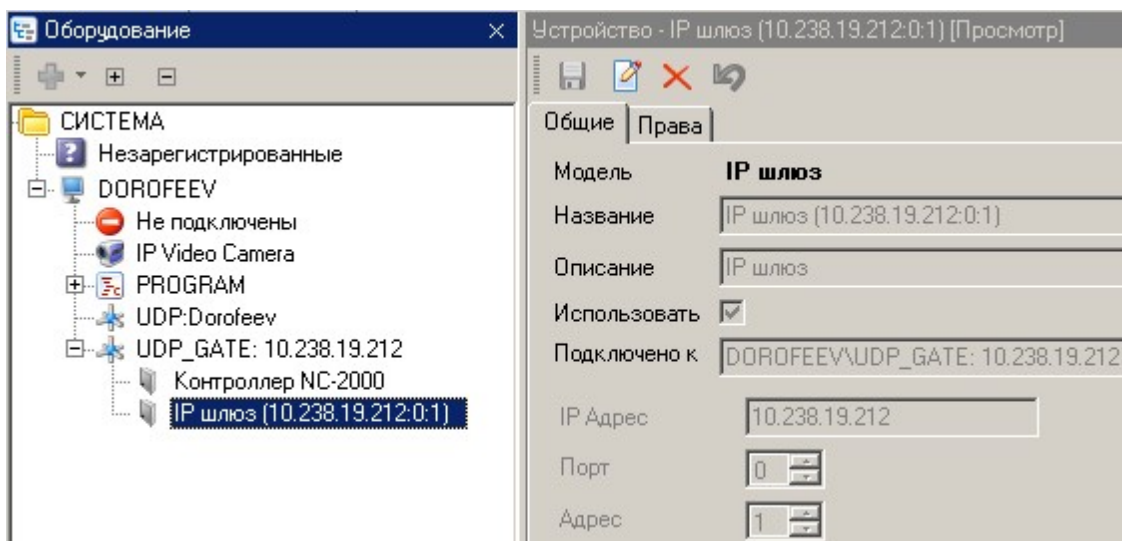 Оборудование
СИСТЕМА
Незарегистрированные
DOROFEEV
Не подключены
IP Video Camera
PROGRAM
UDP:Dorofeev
UDP_GATE: 10.238.19.212
Контроллер NC-2000
IP шлюз (10.238.19.212:0:1)
Устройство - IP шлюз (10.238.19.212:0:1) [Просмотр]
Общие Права
Модель IP шлюз
Название IP шлюз (10.238.19.212:0:1)
Описание IP шлюз
Использовать
Подключено к DOROFEEV\UDP_GATE: 10.238.19.212
IP Адрес 10.238.19.212
Порт 0
Адрес 1